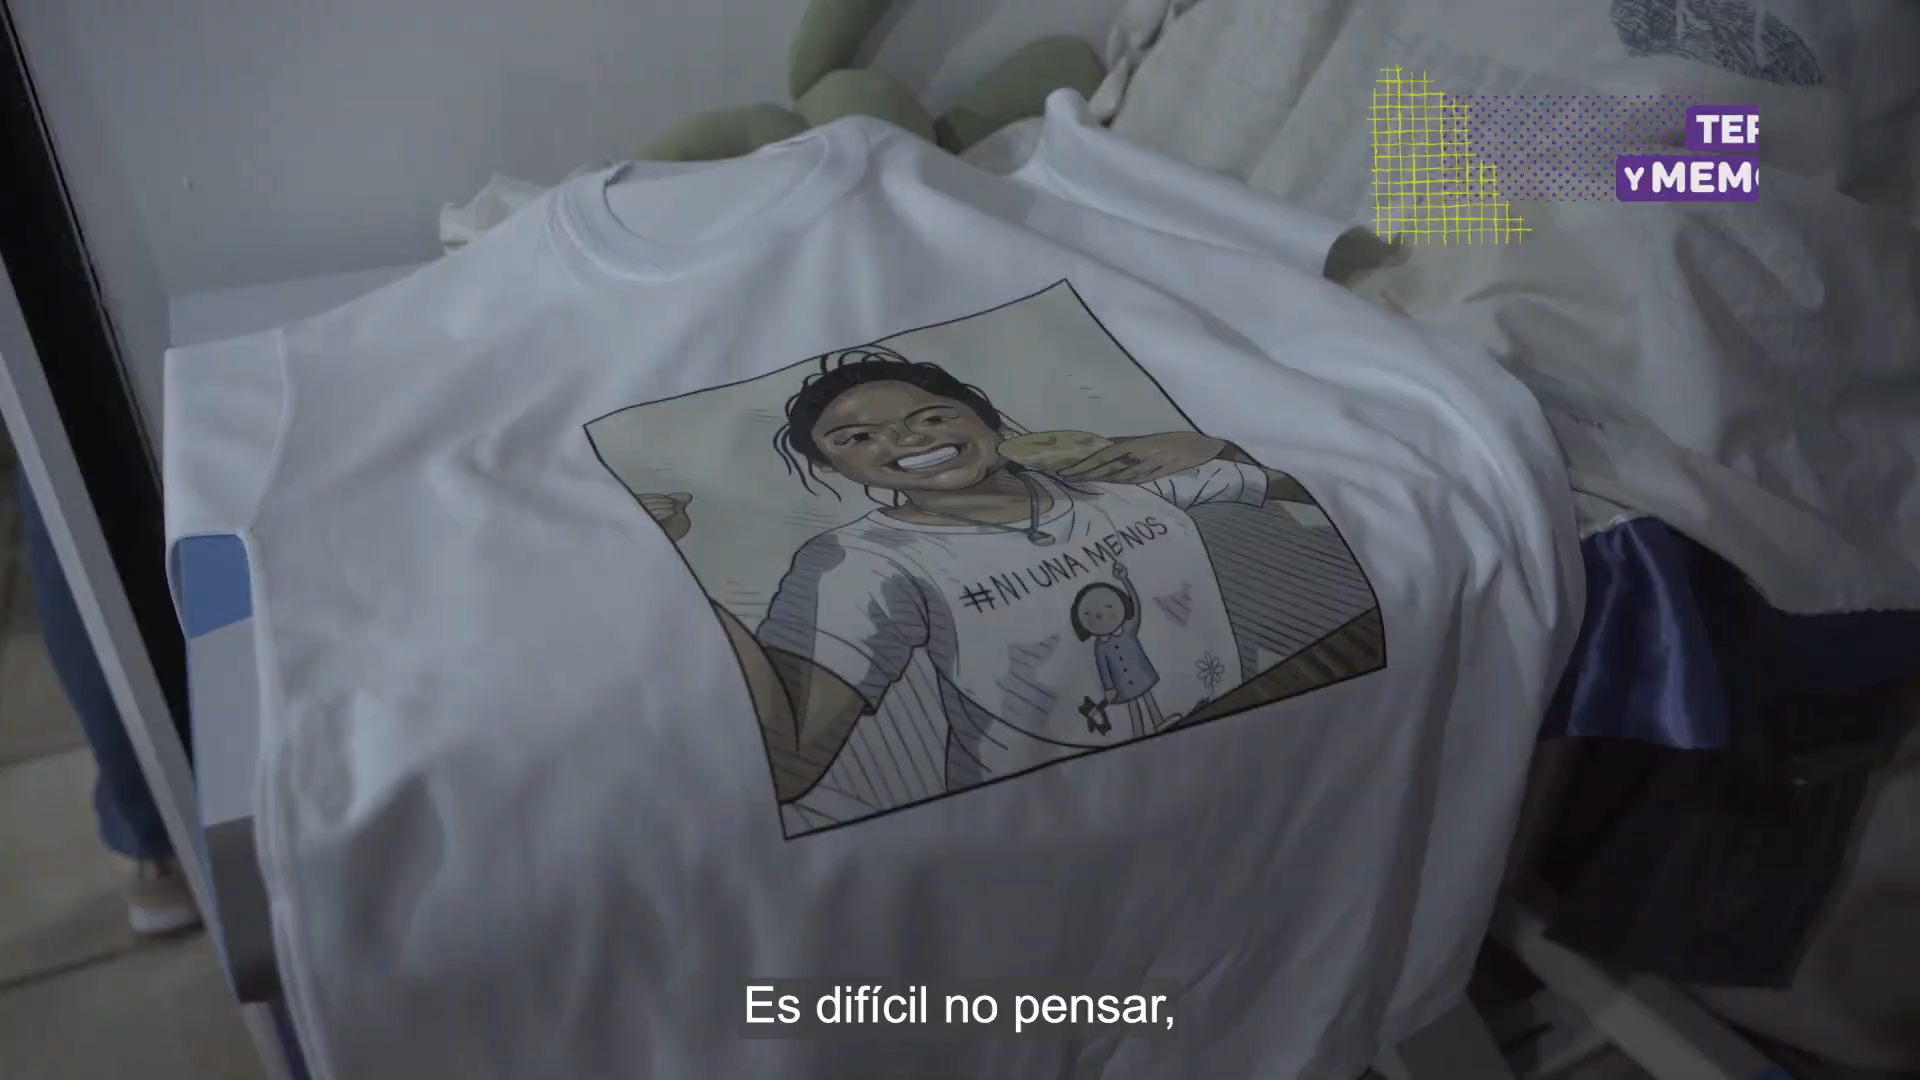 TER
Y MEM
#NI UNA MENOS
Es difícil no pensar,